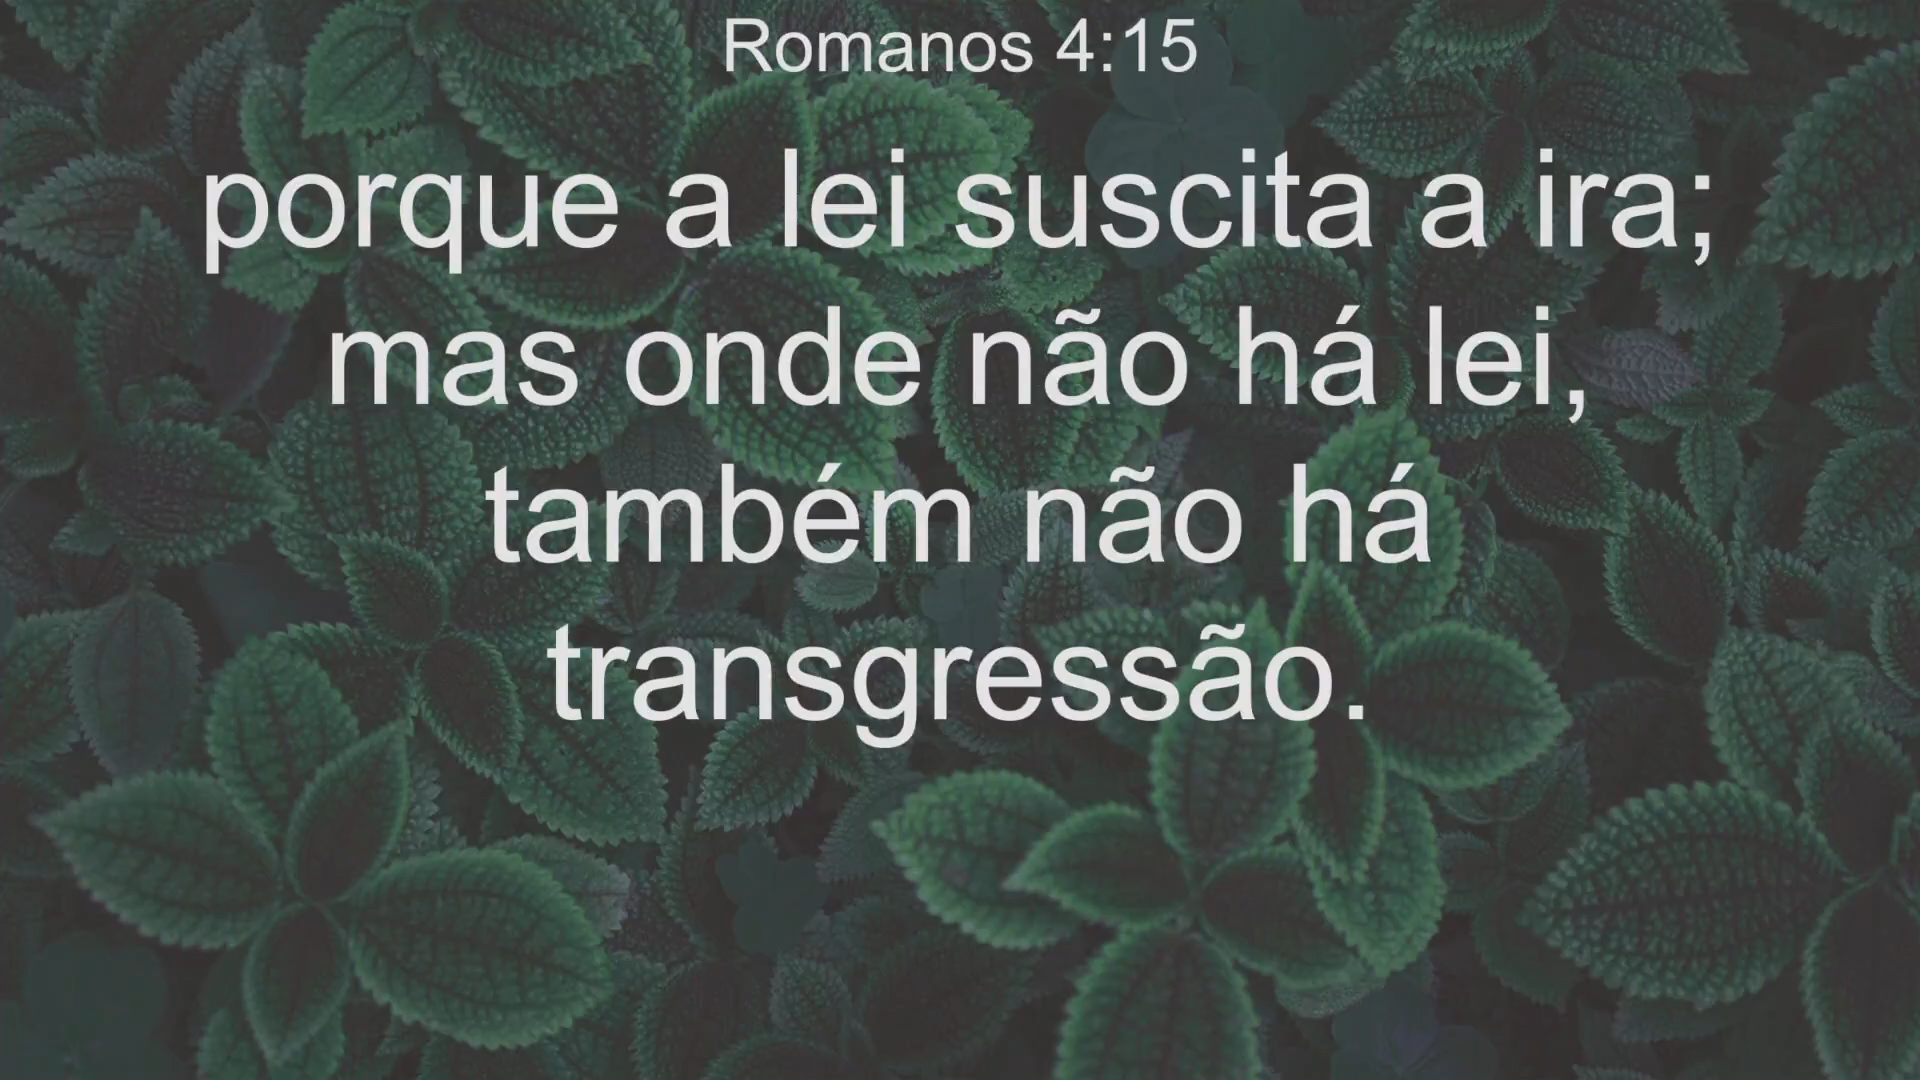 Romanos 4:15
porque a lei suscita a ira;
mas onde não há lei,
também não há
transgressão.